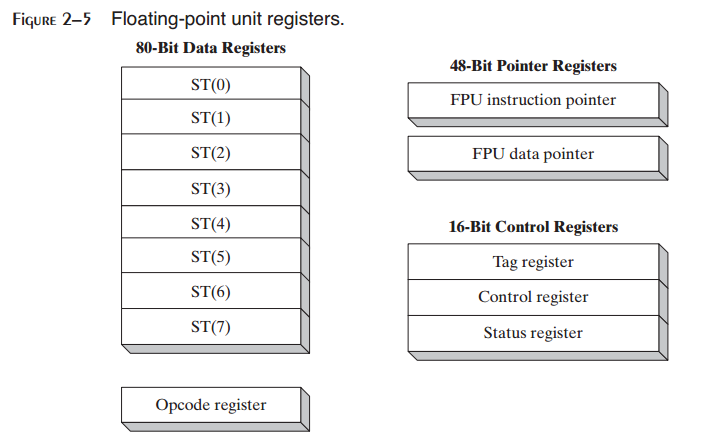 FIGURE 2–5 Floating-point unit registers.
80-Bit Data Registers
ST(0)
ST(1)
ST(2)
ST(3)
ST(4)
ST(5)
ST(6)
ST(7)
Opcode register
48-Bit Pointer Registers
FPU instruction pointer
FPU data pointer
16-Bit Control Registers
Tag register
Control register
Status register